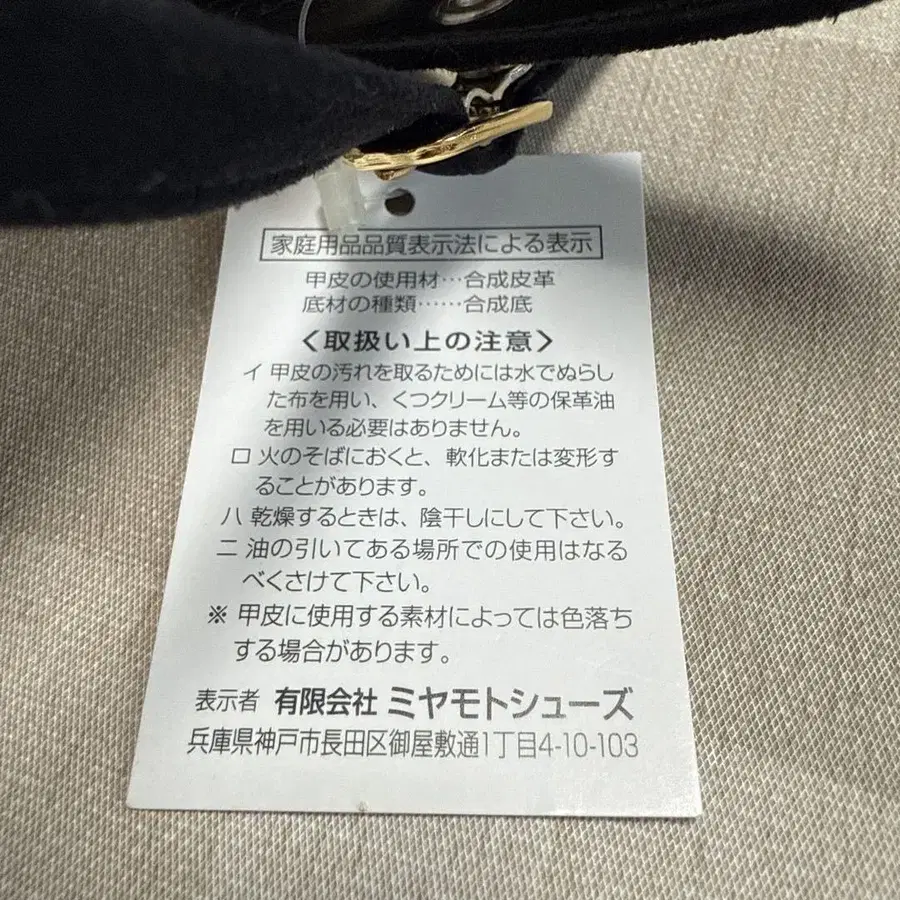 家庭用品品質表示法による表示
甲皮の使用材…合成皮革
底材の種類……合成底
〈取扱い上の注意〉
イ 甲皮の汚れを取るためには水でぬらし
た布を用い、くつクリーム等の保革油
を用いる必要はありません。
ロ 火のそばにおくと、軟化または変形す
ることがあります。
ハ 乾燥するときは、陰干しにして下さい。
ニ 油の引いてある場所での使用はなる
べくさけて下さい。
※ 甲皮に使用する素材によっては色落ち
する場合があります。
表示者 有限会社 ミヤモトシューズ
兵庫県神戸市長田区御屋敷通1丁目4-10-103